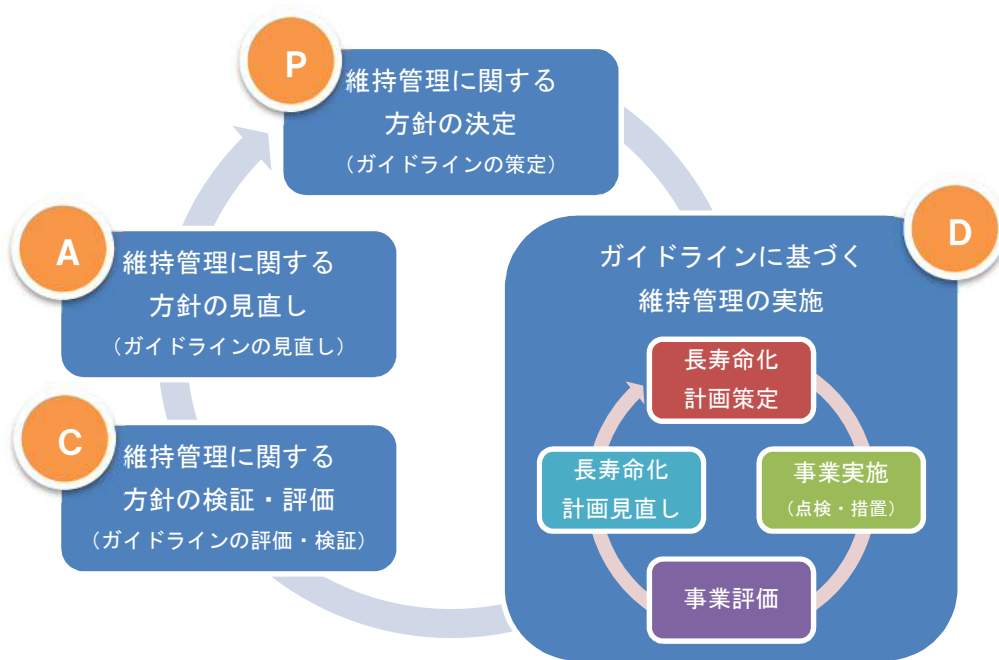 P
維持管理に関する
方針の決定
(ガイドラインの策定)
D
ガイドラインに基づく
維持管理の実施
長寿命化
計画策定
事業実施
(点検・措置)
事業評価
長寿命化
計画見直し
C
維持管理に関する
方針の検証・評価
(ガイドラインの評価・検証)
A
維持管理に関する
方針の見直し
(ガイドラインの見直し)